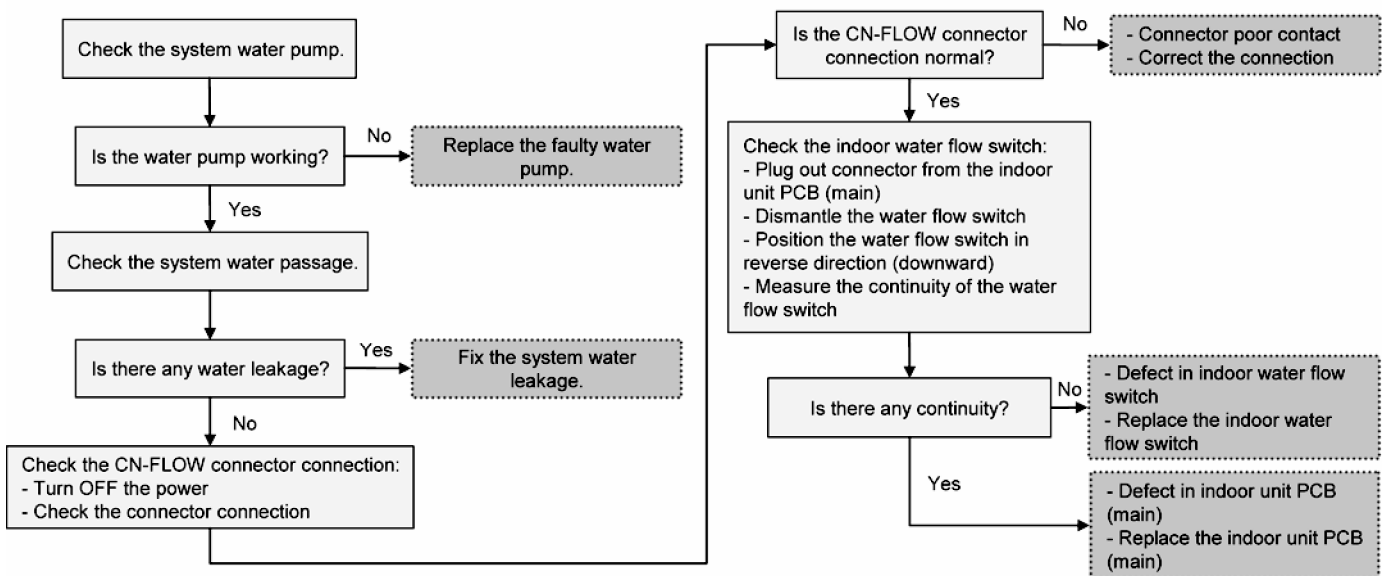 Check the system water pump.
Is the water pump working?
No
Replace the faulty water
pump.
Yes
Check the system water passage.
Is there any water leakage?
Yes
Fix the system water
leakage.
No
Check the CN-FLOW connector connection:
- Turn OFF the power
- Check the connector connection
Is the CN-FLOW connector
connection normal?
No
- Connector poor contact
- Correct the connection
Yes
Check the indoor water flow switch:
- Plug out connector from the indoor
unit PCB (main)
- Dismantle the water flow switch
- Position the water flow switch in
reverse direction (downward)
- Measure the continuity of the water
flow switch
Is there any continuity?
No
- Defect in indoor water flow
switch
- Replace the indoor water
flow switch
Yes
- Defect in indoor unit PCB
(main)
- Replace the indoor unit PCB
(main)